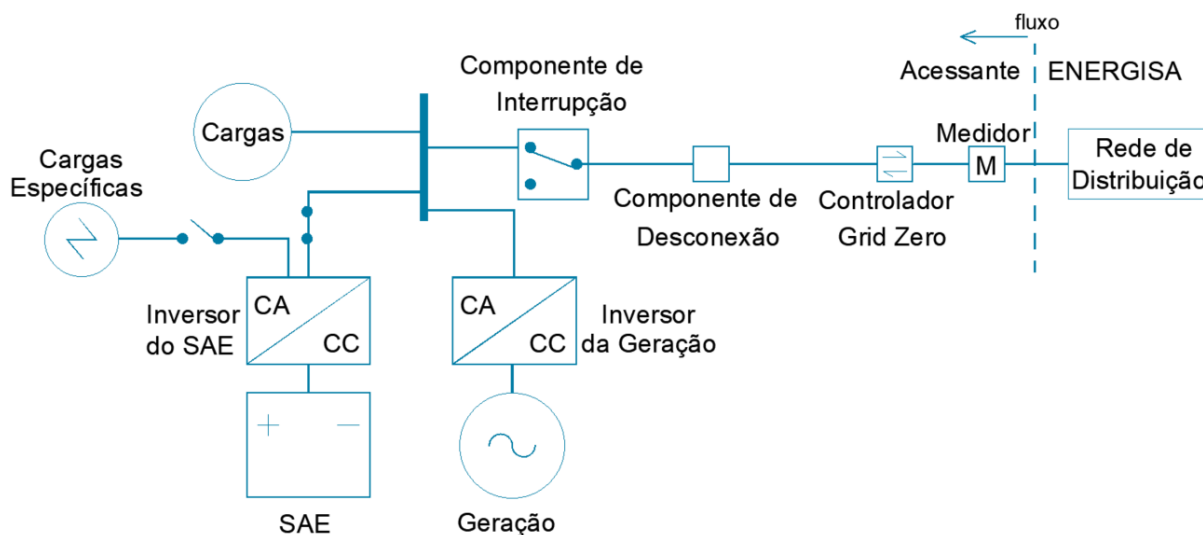 fluxo
Acessante
ENERGISA
Componente de
Interrupção
Cargas
Medidor
M
Rede de
Distribuição
Cargas
Específicas
Componente de
Desconexão
Controlador
Grid Zero
Inversor
do SAE
CA
CC
CA
CC
Inversor
da Geração
+ −
SAE
Geração